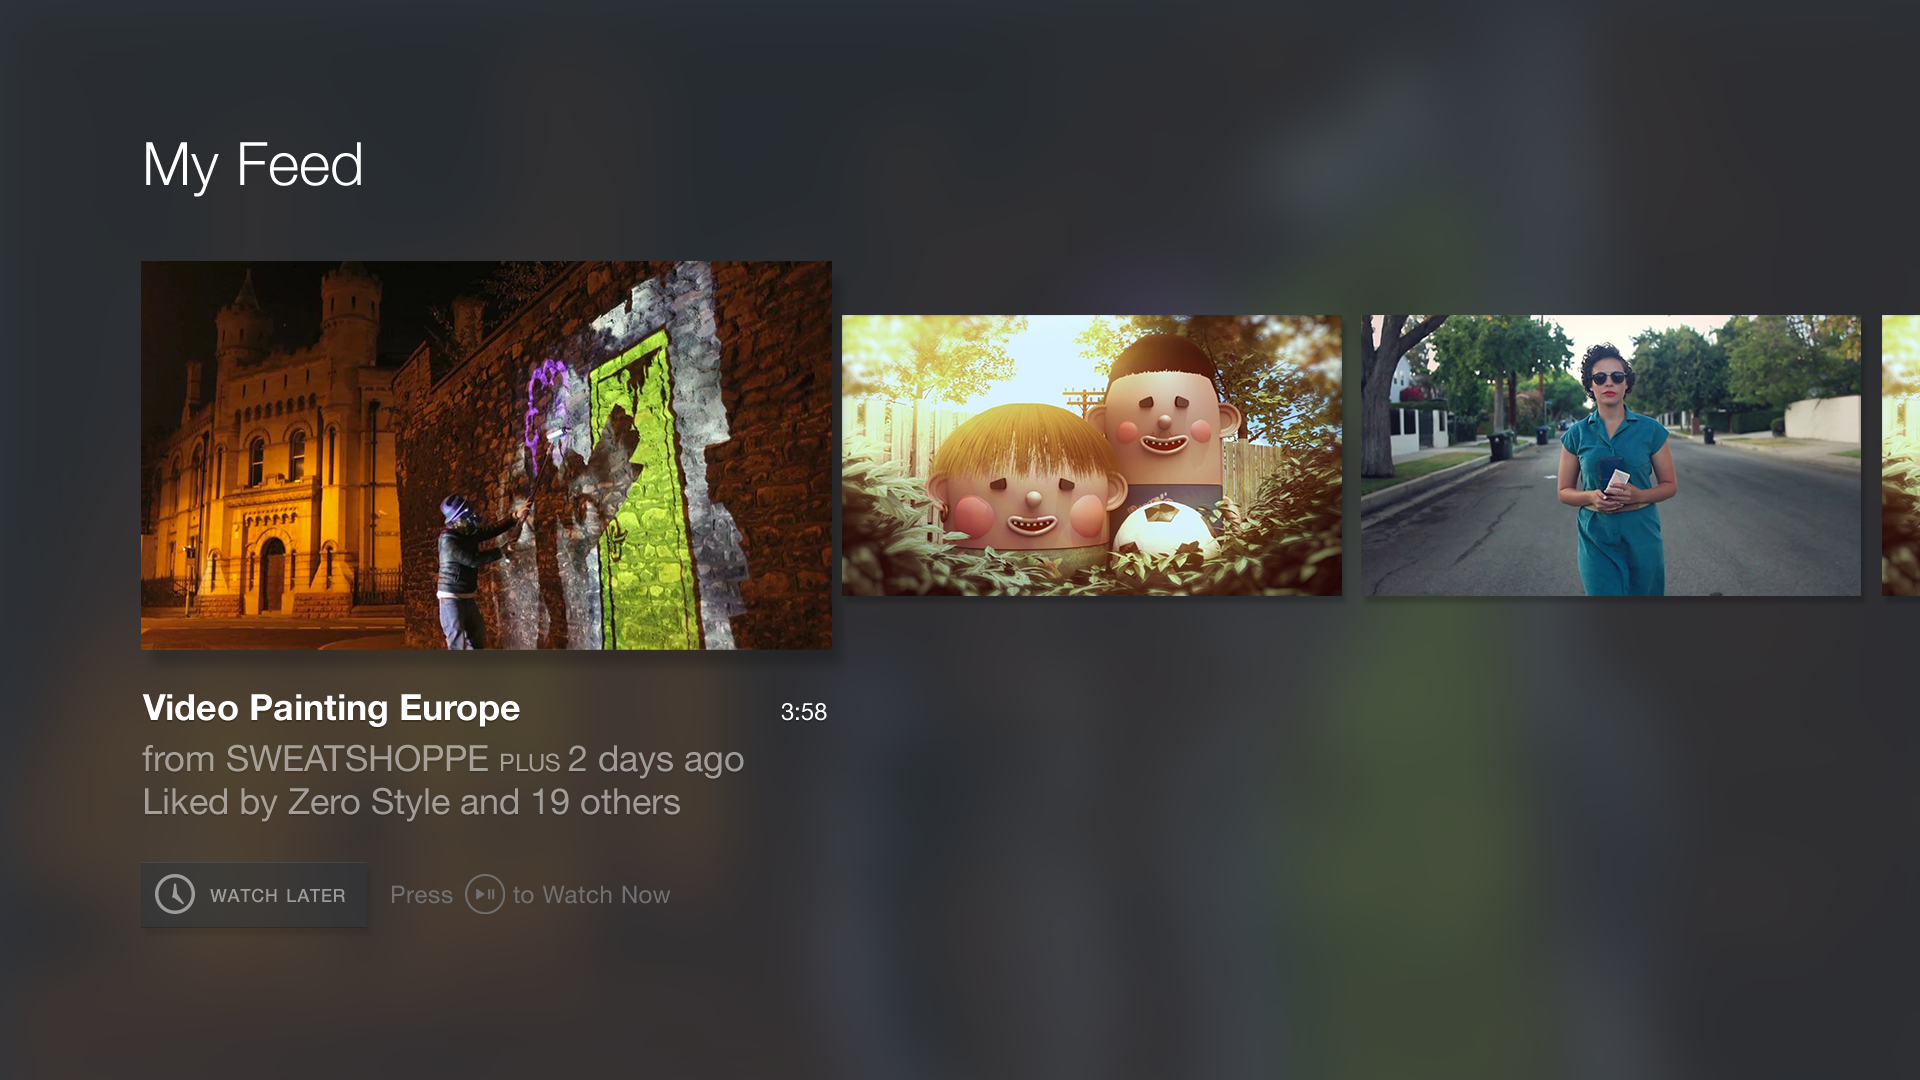 My Feed
Video Painting Europe
3:58
from SWEATSHOPPE PLUS 2 days ago
Liked by Zero Style and 19 others
WATCH LATER
Press to Watch Now